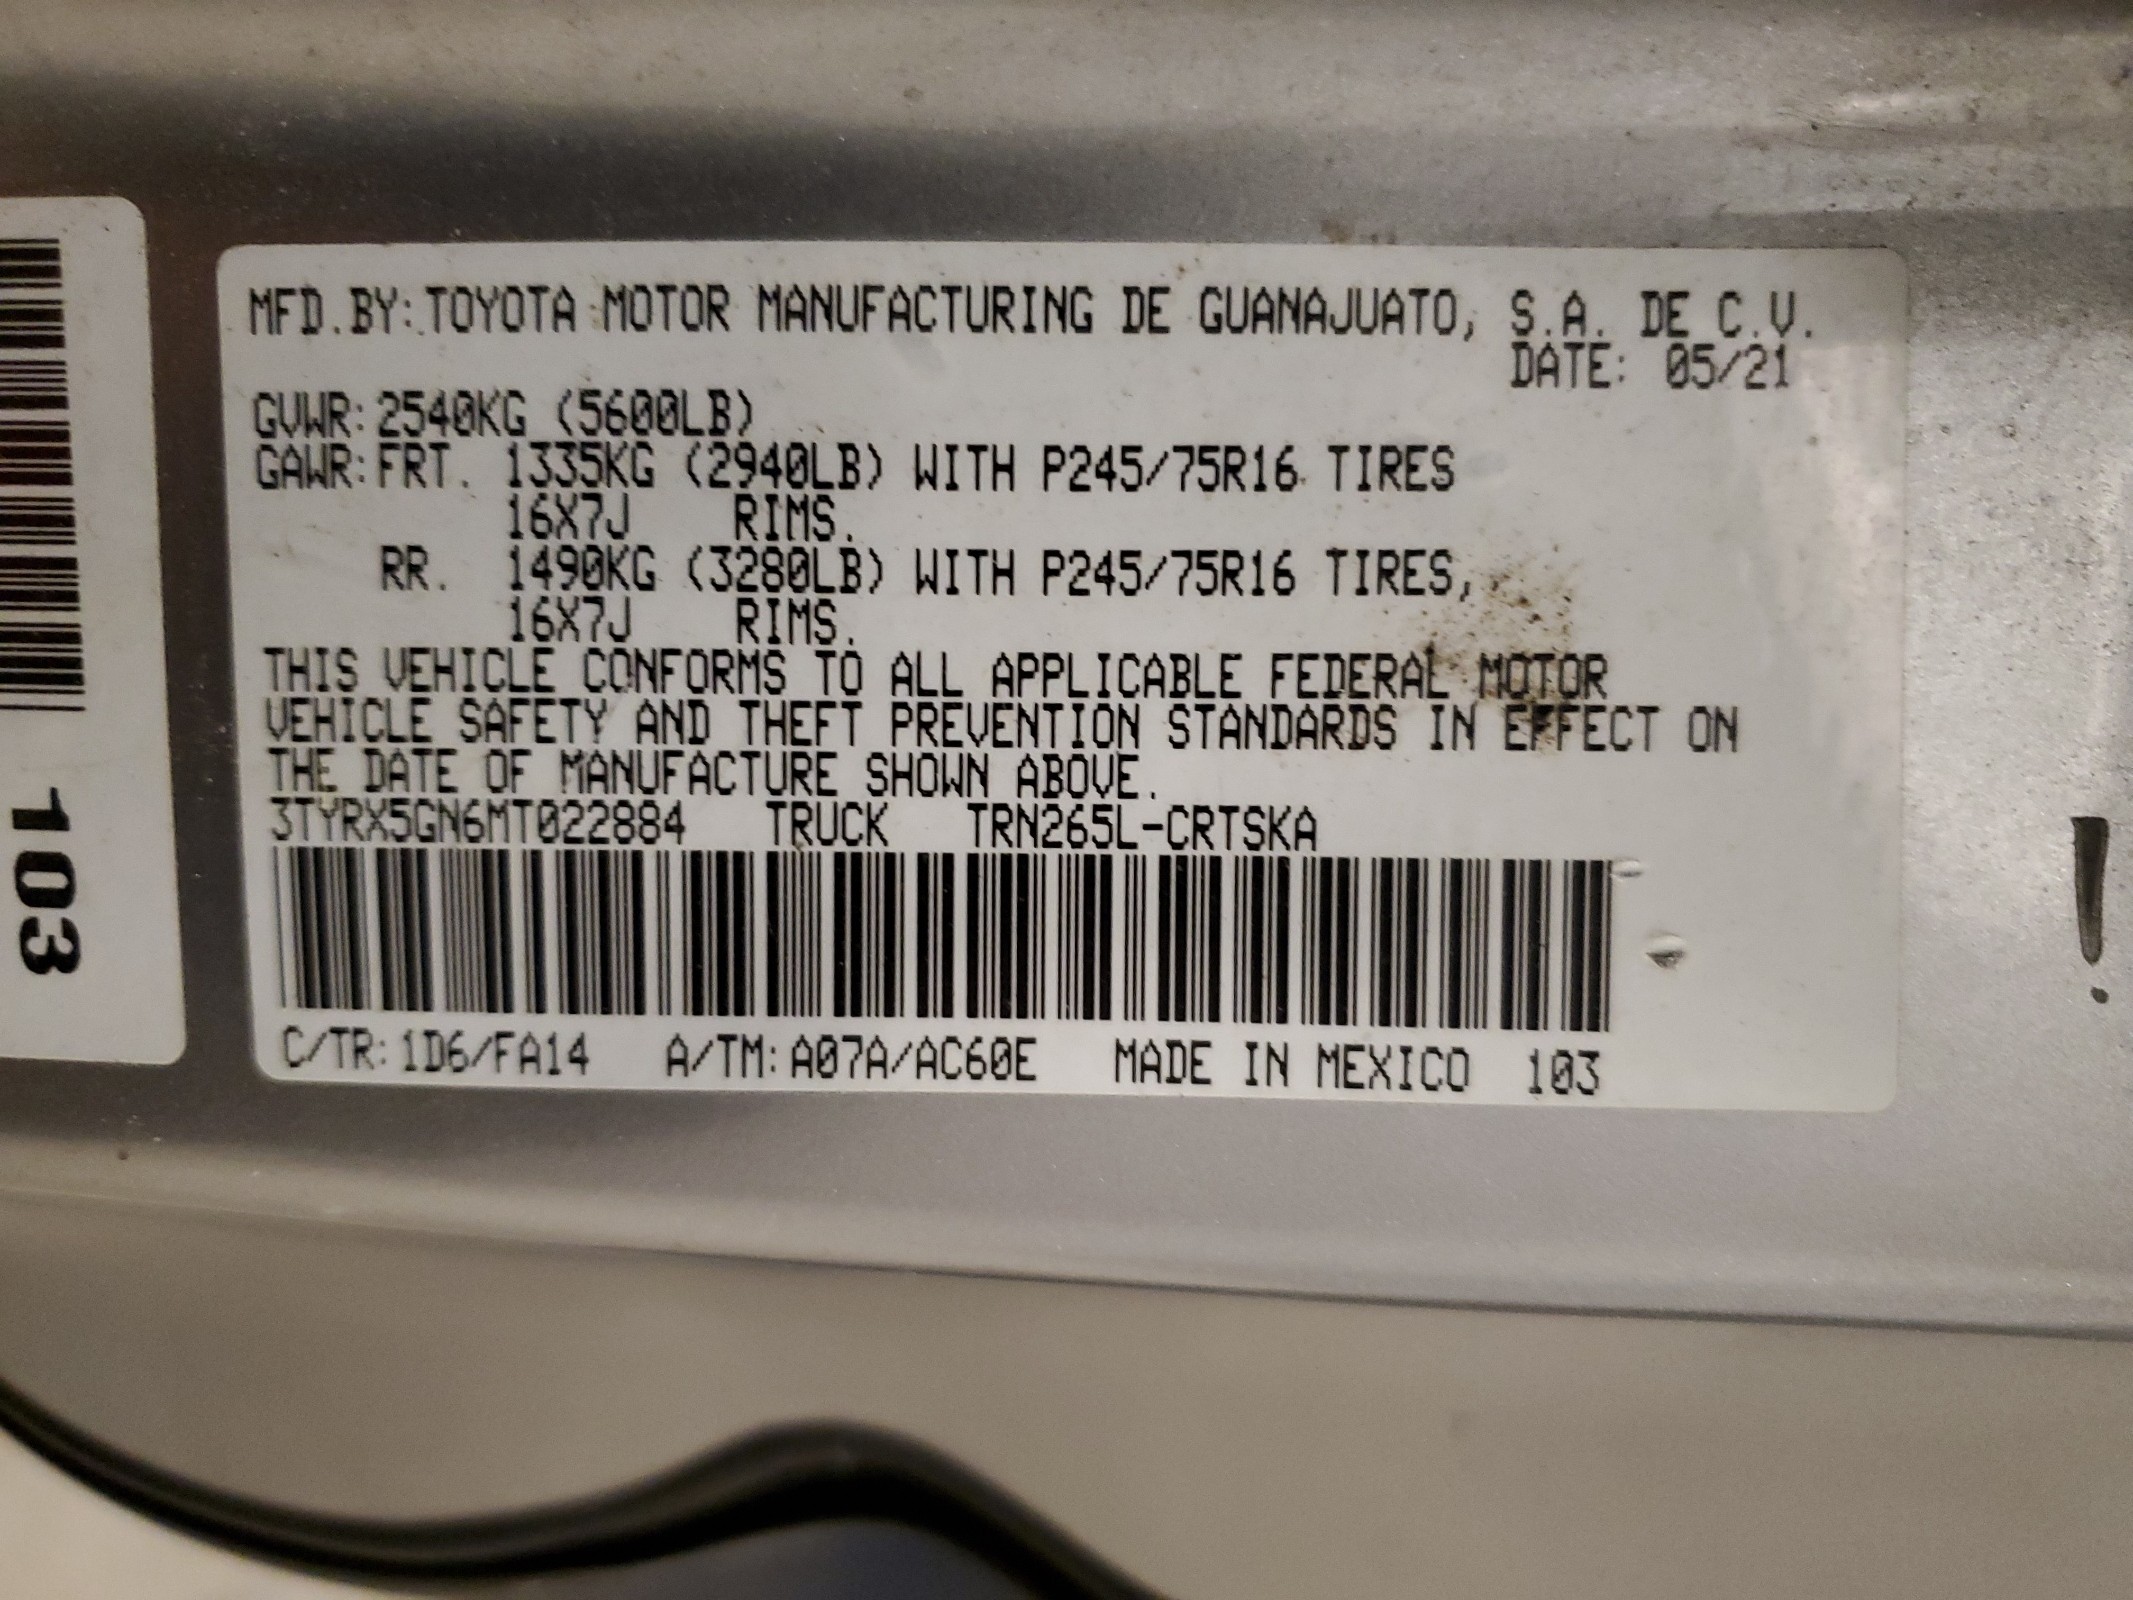 MFD.BY:TOYOTA MOTOR MANUFACTURING DE GUANAJUATO, S.A. DE C.V.
DATE: 05/21
GVWR:2540KG (5600LB)
GAWR:FRT. 1335KG (2940LB) WITH P245/75R16 TIRES
16X7J RIMS.
RR. 1490KG (3280LB) WITH P245/75R16 TIRES,
16X7J RIMS.
THIS VEHICLE CONFORMS TO ALL APPLICABLE FEDERAL MOTOR
VEHICLE SAFETY AND THEFT PREVENTION STANDARDS IN EFFECT ON
THE DATE OF MANUFACTURE SHOWN ABOVE.
3TYRX5GN6MT022884 TRUCK TRN265L-CRTSKA
C/TR:1D6/FA14 A/TM:A07A/AC60E MADE IN MEXICO 103
103